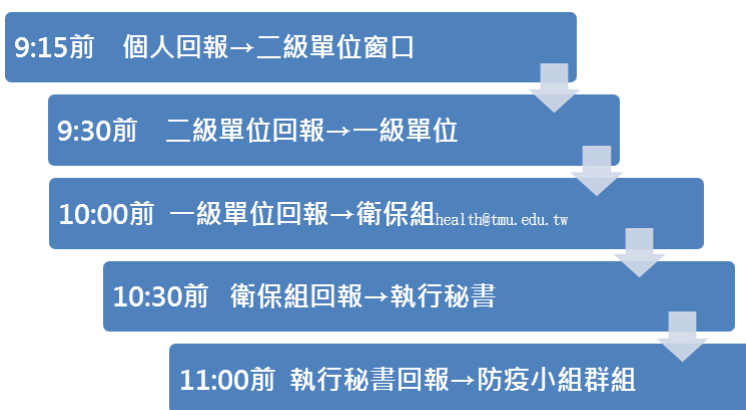 9:15前 個人回報→二級單位窗口
9:30前 二級單位回報→一級單位
10:00前 一級單位回報→衛保組health@tmu.edu.tw
10:30前 衛保組回報→執行秘書
11:00前 執行秘書回報→防疫小組群組